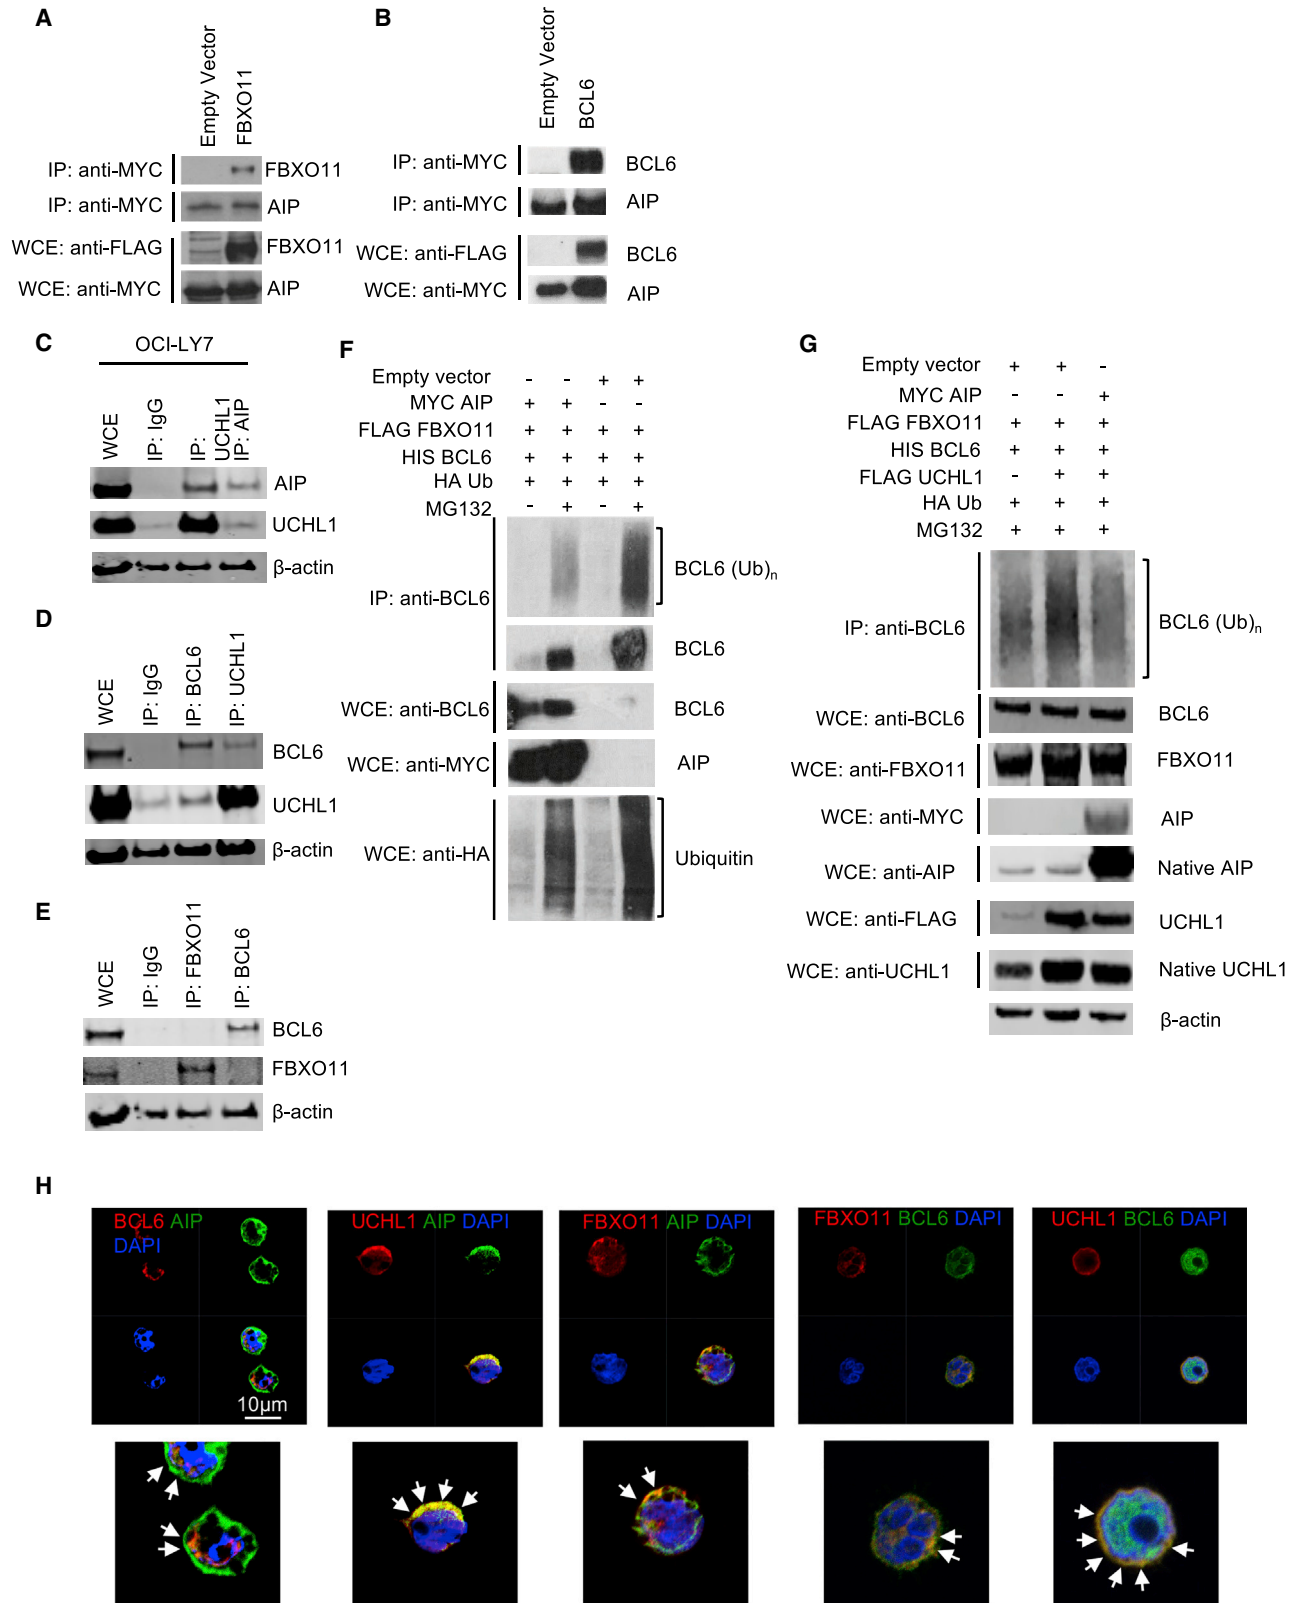 A
Empty Vector
FBXO11
IP: anti-MYC
FBXO11
IP: anti-MYC
AIP
WCE: anti-FLAG
FBXO11
WCE: anti-MYC
AIP
B
Empty Vector
BCL6
IP: anti-MYC
BCL6
IP: anti-MYC
AIP
WCE: anti-FLAG
BCL6
WCE: anti-MYC
AIP
C
OCI-LY7
WCE
IP: IgG
IP:
UCHL1
IP: AIP
AIP
UCHL1
β-actin
D
WCE
IP: IgG
IP: BCL6
IP: UCHL1
BCL6
UCHL1
β-actin
E
WCE
IP: IgG
IP: FBXO11
IP: BCL6
BCL6
FBXO11
β-actin
F
Empty vector - - + +
MYC AIP + + - -
FLAG FBXO11 + + + +
HIS BCL6 + + + +
HA Ub + + + +
MG132 - + - +
IP: anti-BCL6
BCL6 (Ub)n
BCL6
WCE: anti-BCL6
BCL6
WCE: anti-MYC
AIP
WCE: anti-HA
Ubiquitin
G
Empty vector + + -
MYC AIP - - +
FLAG FBXO11 + + +
HIS BCL6 + + +
FLAG UCHL1 - + +
HA Ub + + +
MG132 + + +
IP: anti-BCL6
BCL6 (Ub)n
WCE: anti-BCL6
BCL6
WCE: anti-FBXO11
FBXO11
WCE: anti-MYC
AIP
WCE: anti-AIP
Native AIP
WCE: anti-FLAG
UCHL1
WCE: anti-UCHL1
Native UCHL1
β-actin
H
BCL6 AIP
DAPI
10μm
UCHL1 AIP DAPI
FBXO11 AIP DAPI
FBXO11 BCL6 DAPI
UCHL1 BCL6 DAPI